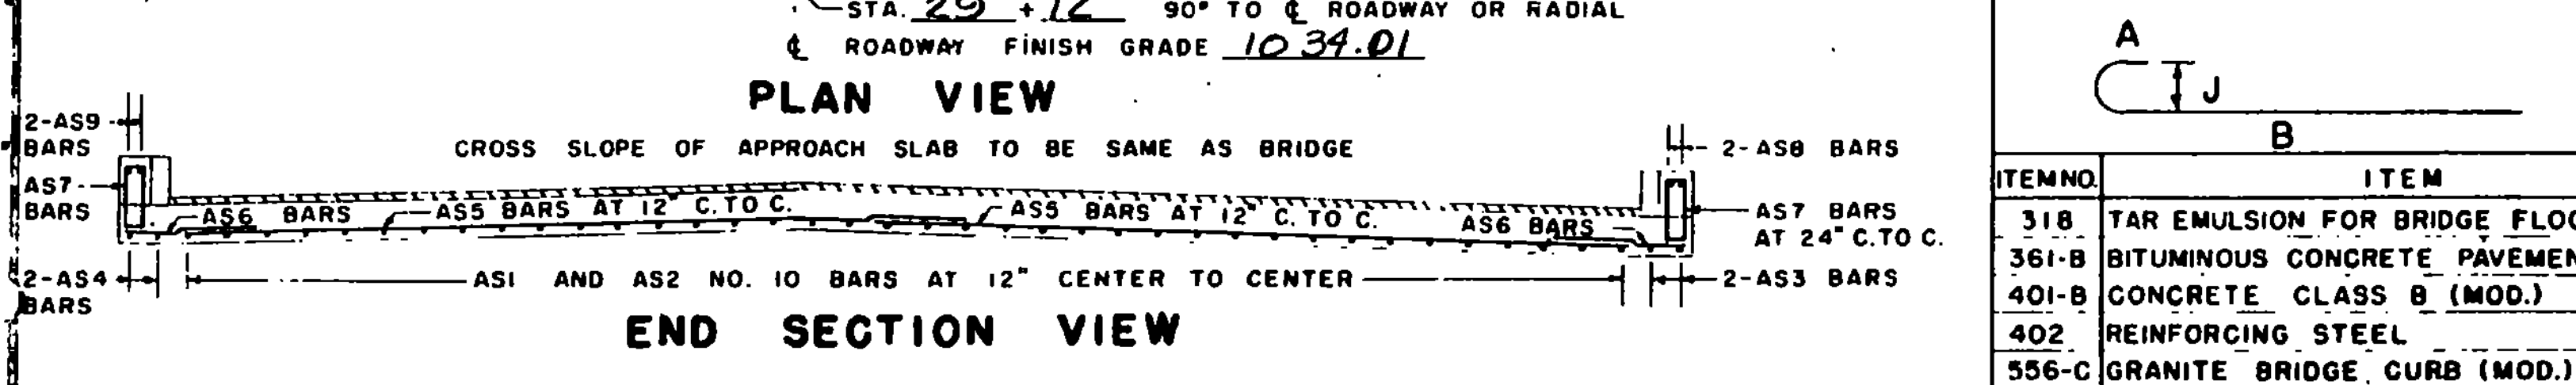 STA. 29 + 12 90° TO ℄ ROADWAY OR RADIAL
℄ ROADWAY FINISH GRADE 1034.01
PLAN VIEW
2-AS9
BARS
CROSS SLOPE OF APPROACH SLAB TO BE SAME AS BRIDGE
2-AS8 BARS
AS7
BARS
AS6 BARS
AS5 BARS AT 12" C. TO C.
AS5 BARS AT 12" C. TO C.
AS6 BARS
AS7 BARS
AT 24" C. TO C.
2-AS4
BARS
AS1 AND AS2 NO. 10 BARS AT 12" CENTER TO CENTER
2-AS3 BARS
END SECTION VIEW
A
J
B
ITEM NO. ITEM
318 TAR EMULSION FOR BRIDGE
361-B BITUMINOUS CONCRETE
401-B CONCRETE CLASS B (MOD.)
402 REINFORCING STEEL
556-C GRANITE BRIDGE CURB (MOD.)